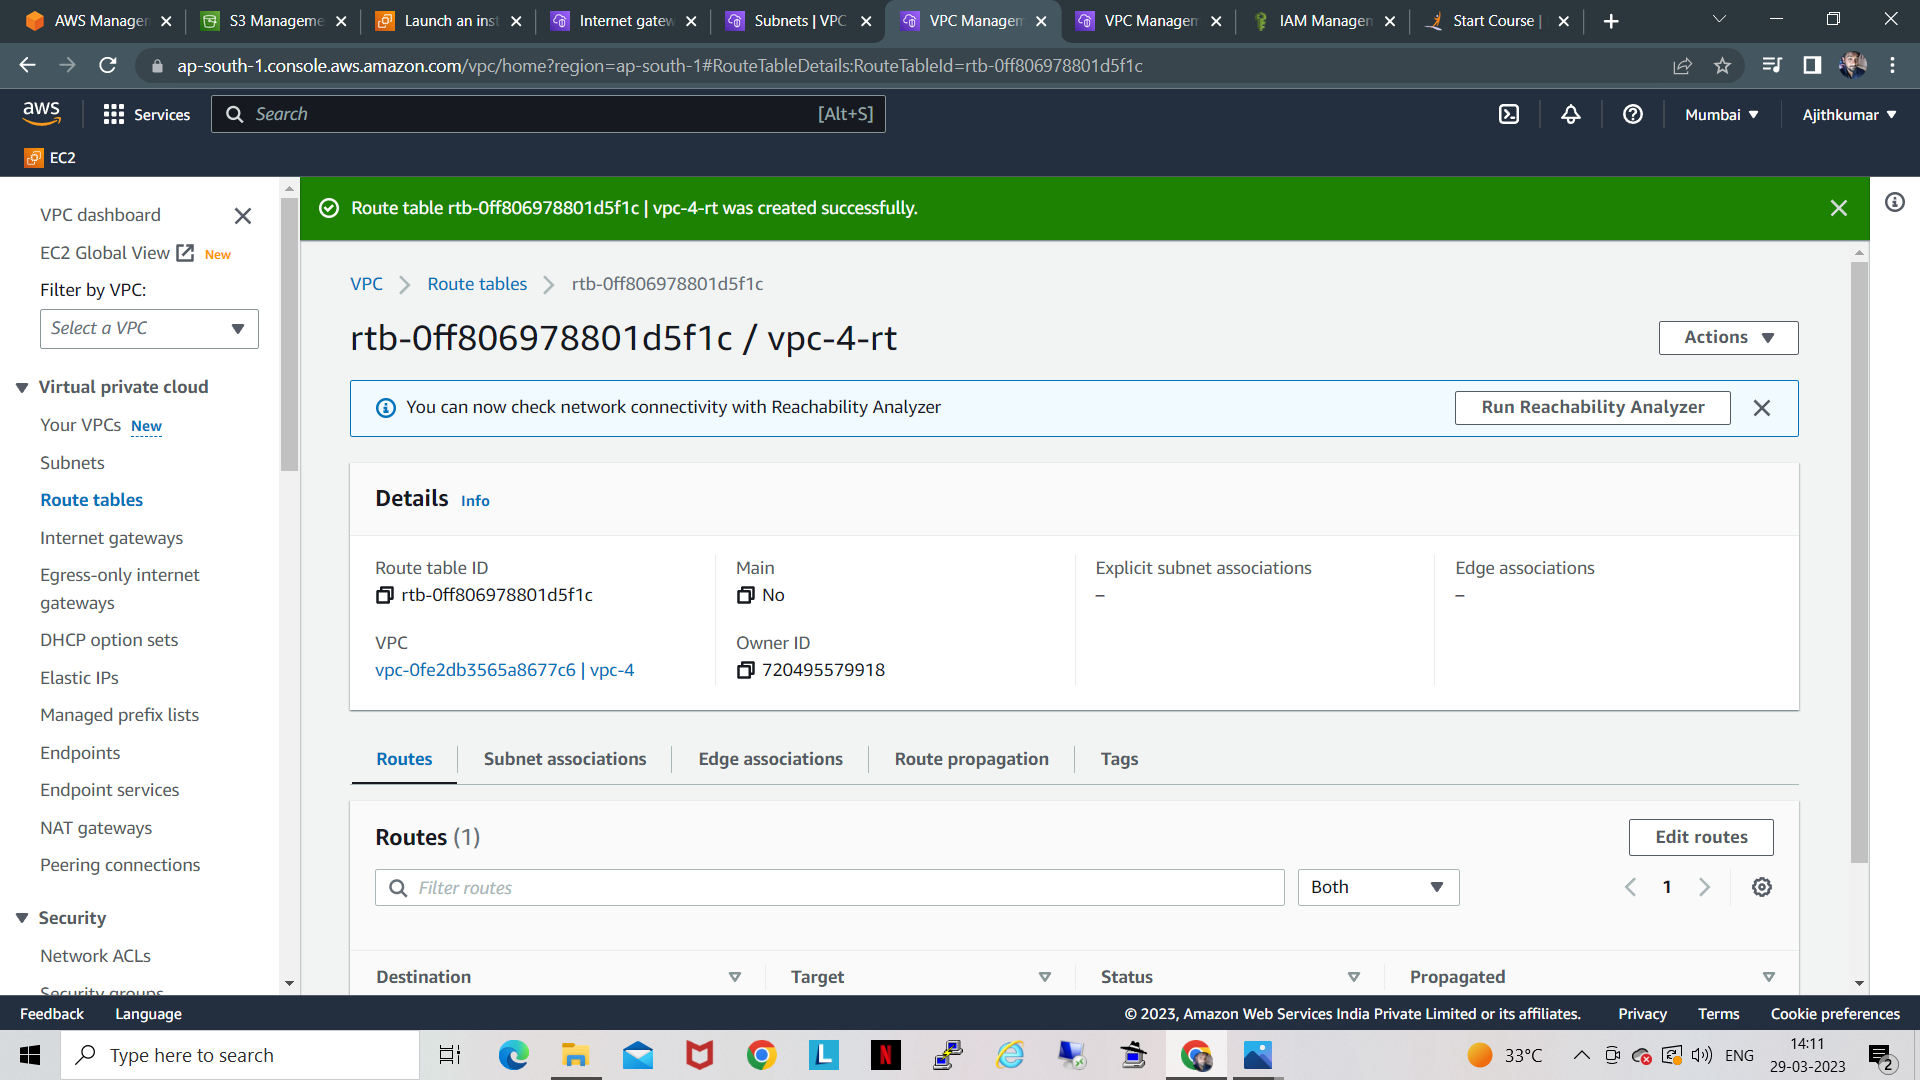 AWS Managem
S3 Manageme
Launch an inst
Internet gatew
Subnets | VPC
VPC Managem
VPC Managem
IAM Managem
Start Course |
ap-south-1.console.aws.amazon.com/vpc/home?region=ap-south-1#RouteTableDetails:RouteTableId=rtb-0ff806978801d5f1c
aws
Services
Search
[Alt+S]
Mumbai
Ajithkumar
EC2
VPC dashboard
EC2 Global View New
Filter by VPC:
Select a VPC
Virtual private cloud
Your VPCs New
Subnets
Route tables
Internet gateways
Egress-only internet
gateways
DHCP option sets
Elastic IPs
Managed prefix lists
Endpoints
Endpoint services
NAT gateways
Peering connections
Security
Network ACLs
Security groups
Route table rtb-0ff806978801d5f1c | vpc-4-rt was created successfully.
VPC
Route tables
rtb-0ff806978801d5f1c
rtb-0ff806978801d5f1c / vpc-4-rt
Actions
You can now check network connectivity with Reachability Analyzer
Run Reachability Analyzer
Details Info
Route table ID
rtb-0ff806978801d5f1c
Main
No
Explicit subnet associations
–
Edge associations
–
VPC
vpc-0fe2db3565a8677c6 | vpc-4
Owner ID
720495579918
Routes
Subnet associations
Edge associations
Route propagation
Tags
Routes (1)
Edit routes
Filter routes
Both
1
Destination
Target
Status
Propagated
Feedback
Language
© 2023, Amazon Web Services India Private Limited or its affiliates.
Privacy
Terms
Cookie preferences
Type here to search
L
N
33°C
ENG
14:11
29-03-2023
2